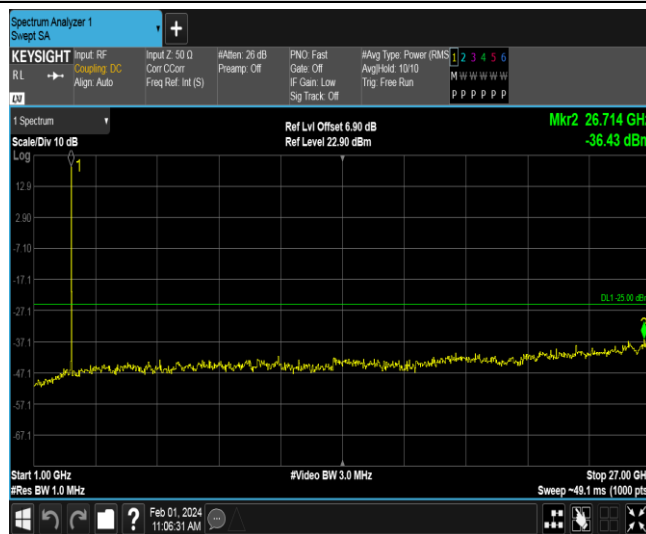 Spectrum Analyzer 1
Swept SA
+
KEYSIGHT Input: RF Input Z: 50 Ω #Atten: 26 dB PNO: Fast #Avg Type: Power (RMS 1 2 3 4 5 6
RL Coupling: DC Corr CCorr Preamp: Off Gate: Off Avg|Hold: 10/10 M W W W W W
Align: Auto Freq Ref: Int (S) IF Gain: Low Trig: Free Run
Sig Track: Off P P P P P P
LXI
1 Spectrum Ref Lvl Offset 6.90 dB Mkr2 26.714 GH
Scale/Div 10 dB Ref Level 22.90 dBm -36.43 dBm
Log
1
12.9
2.90
-7.10
-17.1
DL1 -25.00 dBm
-27.1
-37.1
-47.1
-57.1
-67.1
Start 1.00 GHz #Video BW 3.0 MHz Stop 27.00 GH
#Res BW 1.0 MHz Sweep ~49.1 ms (1000 pts
? Feb 01, 2024
11:06:31 AM